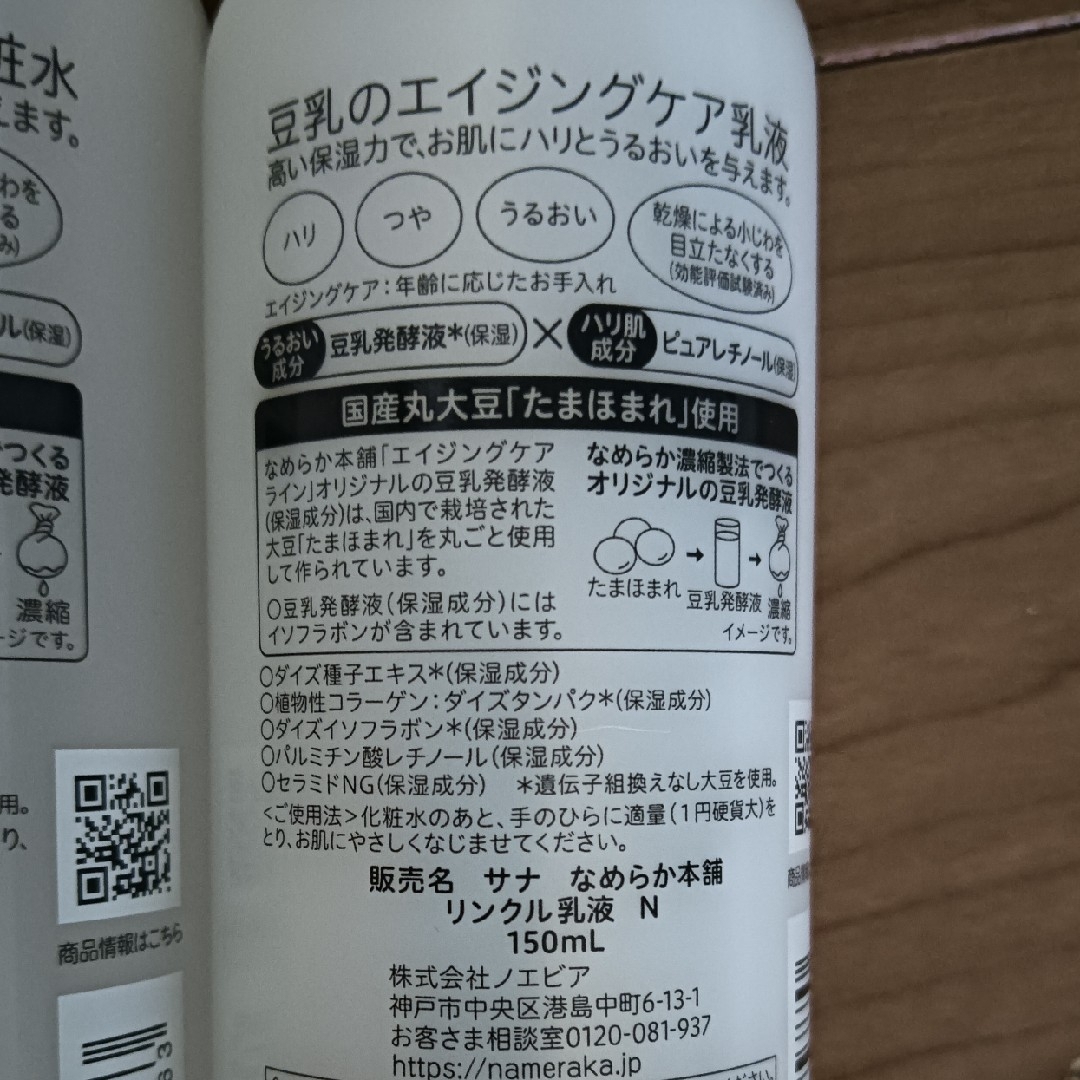 粧水
えます。
わを
る
み)
ル(保湿)
でつくる
発酵液
濃縮
ージです。
用。
り、
商品情報はこちら
豆乳のエイジングケア乳液
高い保湿力で、お肌にハリとうるおいを与えます。
ハリ
つや
うるおい
乾燥による小じわを
目立たなくする
(効能評価試験済み)
エイジングケア:年齢に応じたお手入れ
うるおい
成分
豆乳発酵液*(保湿)
×
ハリ肌
成分
ピュアレチノール(保湿)
国産丸大豆「たまほまれ」使用
なめらか本舗「エイジングケア
ライン」オリジナルの豆乳発酵液
(保湿成分)は、国内で栽培された
大豆「たまほまれ」を丸ごと使用
して作られています。
○豆乳発酵液(保湿成分)には
イソフラボンが含まれています。
なめらか濃縮製法でつくる
オリジナルの豆乳発酵液
たまほまれ
豆乳発酵液
濃縮
イメージです。
○ダイズ種子エキス*(保湿成分)
○植物性コラーゲン:ダイズタンパク*(保湿成分)
○ダイズイソフラボン*(保湿成分)
○パルミチン酸レチノール(保湿成分)
○セラミドNG(保湿成分) *遺伝子組換えなし大豆を使用。
<ご使用法>化粧水のあと、手のひらに適量(1円硬貨大)を
とり、お肌にやさしくなじませてください。
販売名 サナ なめらか本舗
リンクル乳液 N
150mL
株式会社ノエビア
神戸市中央区港島中町6-13-1
お客さま相談室0120-081-937
https://nameraka.jp